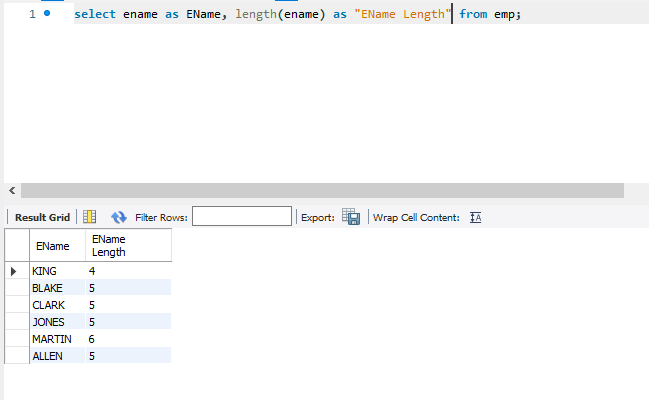 1 select ename as EName, length(ename) as "EName Length" from emp;
Result Grid Filter Rows: Export: Wrap Cell Content:
EName EName
Length
KING 4
BLAKE 5
CLARK 5
JONES 5
MARTIN 6
ALLEN 5